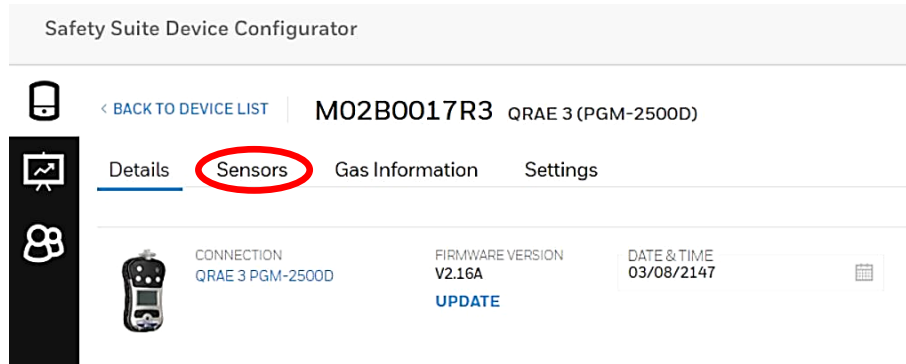 Safety Suite Device Configurator
< BACK TO DEVICE LIST M02B0017R3 QRAE 3 (PGM-2500D)
Details Sensors Gas Information Settings
CONNECTION FIRMWARE VERSION DATE & TIME
QRAE 3 PGM-2500D V2.16A 03/08/2147
UPDATE